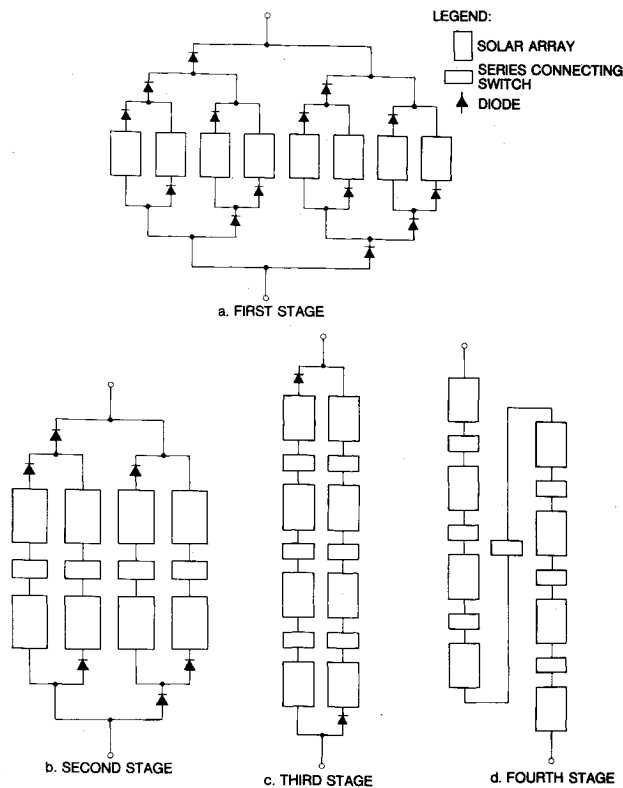 LEGEND:
SOLAR ARRAY
SERIES CONNECTING
SWITCH
DIODE
a. FIRST STAGE
b. SECOND STAGE
c. THIRD STAGE
d. FOURTH STAGE